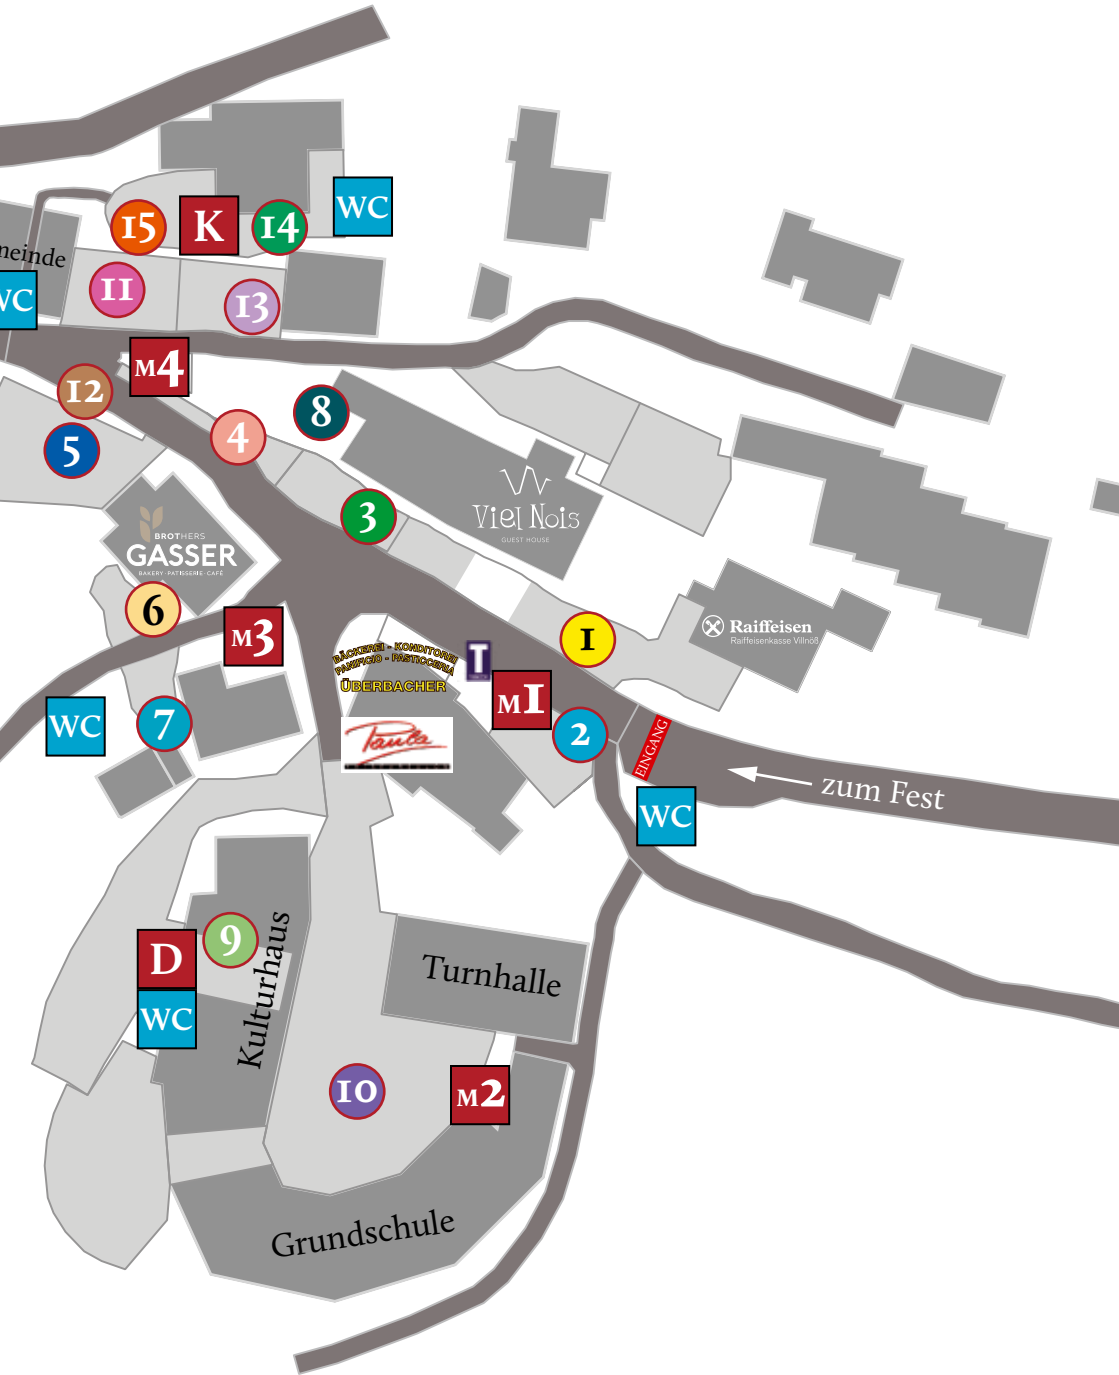 WC
15
K
14
meinde
WC
11
13
M4
12
8
4
5
Viel Nois
GUEST HOUSE
3
BROTHERS
GASSER
BAKERY · PATISSERIE · CAFÉ
6
M3
1
Raiffeisen
Raiffeisenkasse Villnöß
BÄCKEREI - KONDITOREI
PANIFICIO - PASTICCERIA
ÜBERBACHER
T
M1
WC
7
Paula
2
EINGANG
zum Fest
WC
9
D
Kulturhaus
WC
Turnhalle
10
M2
Grundschule